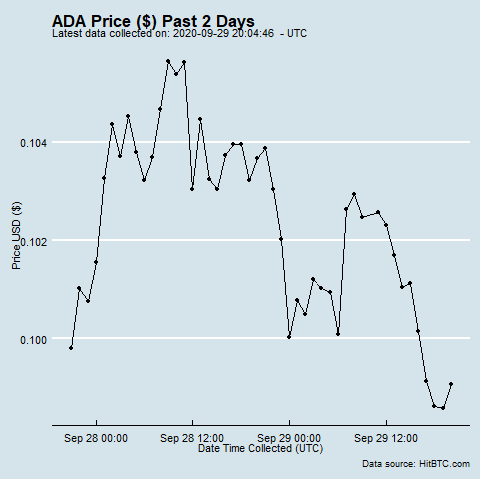 ADA Price ($) Past 2 Days
Latest data collected on: 2020-09-29 20:04:46 - UTC
Price USD ($)
0.104
0.102
0.100
Sep 28 00:00 Sep 28 12:00 Sep 29 00:00 Sep 29 12:00
Date Time Collected (UTC)
Data source: HitBTC.com